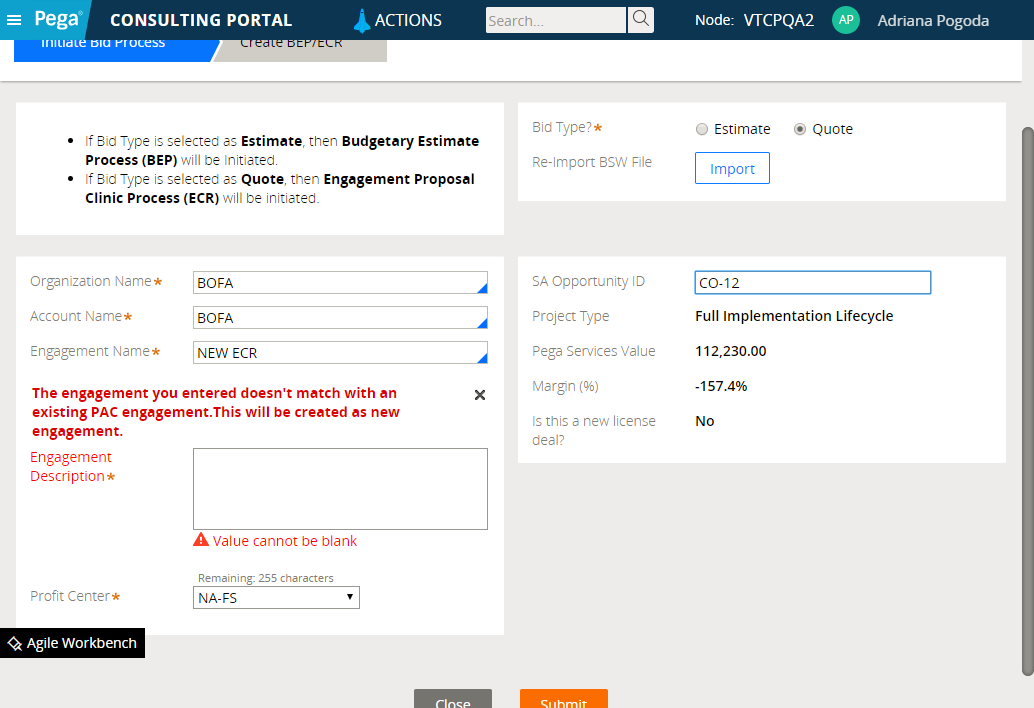 Pega
CONSULTING PORTAL
ACTIONS
Search...
Node: VTCPQA2
AP
Adriana Pogoda
Initiate Bid Process
Create BEP/ECR
If Bid Type is selected as Estimate, then Budgetary Estimate
Process (BEP) will be Initiated.
If Bid Type is selected as Quote, then Engagement Proposal
Clinic Process (ECR) will be initiated.
Bid Type?*
Estimate
Quote
Re-Import BSW File
Import
Organization Name*
BOFA
Account Name*
BOFA
Engagement Name*
NEW ECR
The engagement you entered doesn't match with an
existing PAC engagement.This will be created as new
engagement.
Engagement
Description*
Value cannot be blank
Remaining: 255 characters
Profit Center*
NA-FS
SA Opportunity ID
CO-12
Project Type
Full Implementation Lifecycle
Pega Services Value
112,230.00
Margin (%)
-157.4%
Is this a new license
deal?
No
Agile Workbench
Close
Submit